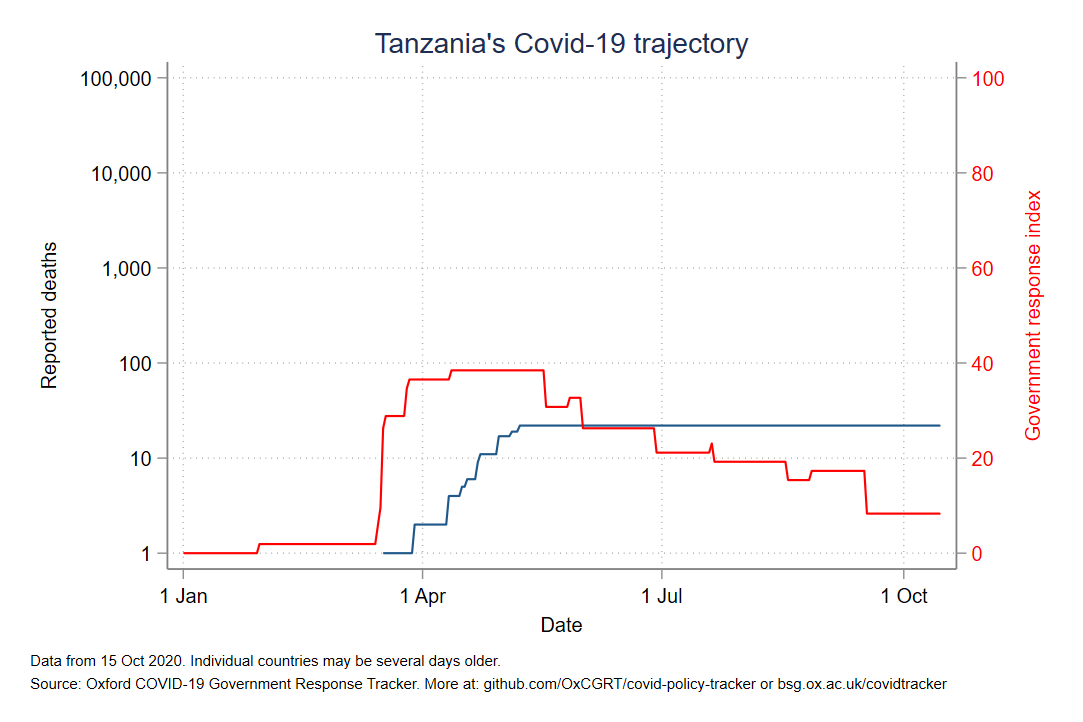 Tanzania's Covid-19 trajectory
100,000
10,000
1,000
100
10
1
Reported deaths
100
80
60
40
20
0
Government response index
1 Jan
1 Apr
1 Jul
1 Oct
Date
Data from 15 Oct 2020. Individual countries may be several days older.
Source: Oxford COVID-19 Government Response Tracker. More at: github.com/OxCGRT/covid-policy-tracker or bsg.ox.ac.uk/covidtracker